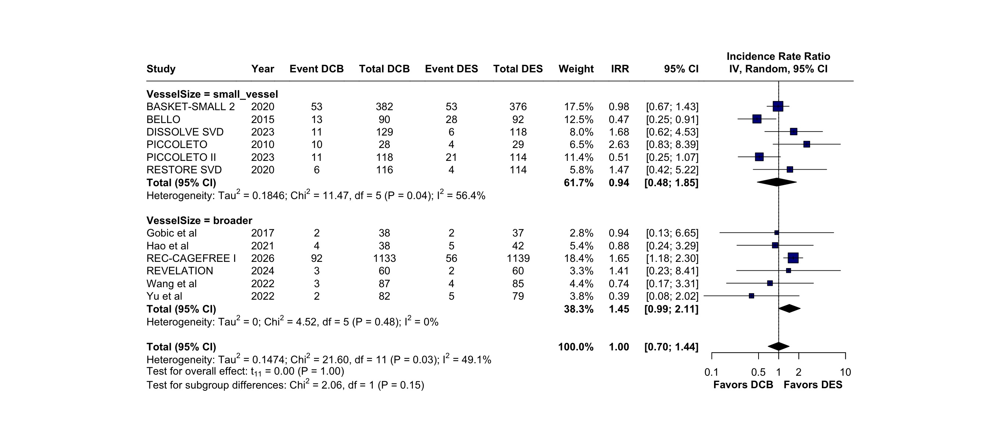 Incidence Rate Ratio
Study Year Event DCB Total DCB Event DES Total DES Weight IRR 95% CI IV, Random, 95% CI
VesselSize = small_vessel
BASKET-SMALL 2 2020 53 382 53 376 17.5% 0.98 [0.67; 1.43]
BELLO 2015 13 90 28 92 12.5% 0.47 [0.25; 0.91]
DISSOLVE SVD 2023 11 129 6 118 8.0% 1.68 [0.62; 4.53]
PICCOLETO 2010 10 28 4 29 6.5% 2.63 [0.83; 8.39]
PICCOLETO II 2023 11 118 21 114 11.4% 0.51 [0.25; 1.07]
RESTORE SVD 2020 6 116 4 114 5.8% 1.47 [0.42; 5.22]
Total (95% CI) 61.7% 0.94 [0.48; 1.85]
Heterogeneity: Tau² = 0.1846; Chi² = 11.47, df = 5 (P = 0.04); I² = 56.4%
VesselSize = broader
Gobic et al 2017 2 38 2 37 2.8% 0.94 [0.13; 6.65]
Hao et al 2021 4 38 5 42 5.4% 0.88 [0.24; 3.29]
REC-CAGEFREE I 2026 92 1133 56 1139 18.4% 1.65 [1.18; 2.30]
REVELATION 2024 3 60 2 60 3.3% 1.41 [0.23; 8.41]
Wang et al 2022 3 87 4 85 4.4% 0.74 [0.17; 3.31]
Yu et al 2022 2 82 5 79 3.8% 0.39 [0.08; 2.02]
Total (95% CI) 38.3% 1.45 [0.99; 2.11]
Heterogeneity: Tau² = 0; Chi² = 4.52, df = 5 (P = 0.48); I² = 0%
Total (95% CI) 100.0% 1.00 [0.70; 1.44]
Heterogeneity: Tau² = 0.1474; Chi² = 21.60, df = 11 (P = 0.03); I² = 49.1%
Test for overall effect: t₁₁ = 0.00 (P = 1.00)
0.1 0.5 1 2 10
Test for subgroup differences: Chi² = 2.06, df = 1 (P = 0.15)
Favors DCB Favors DES